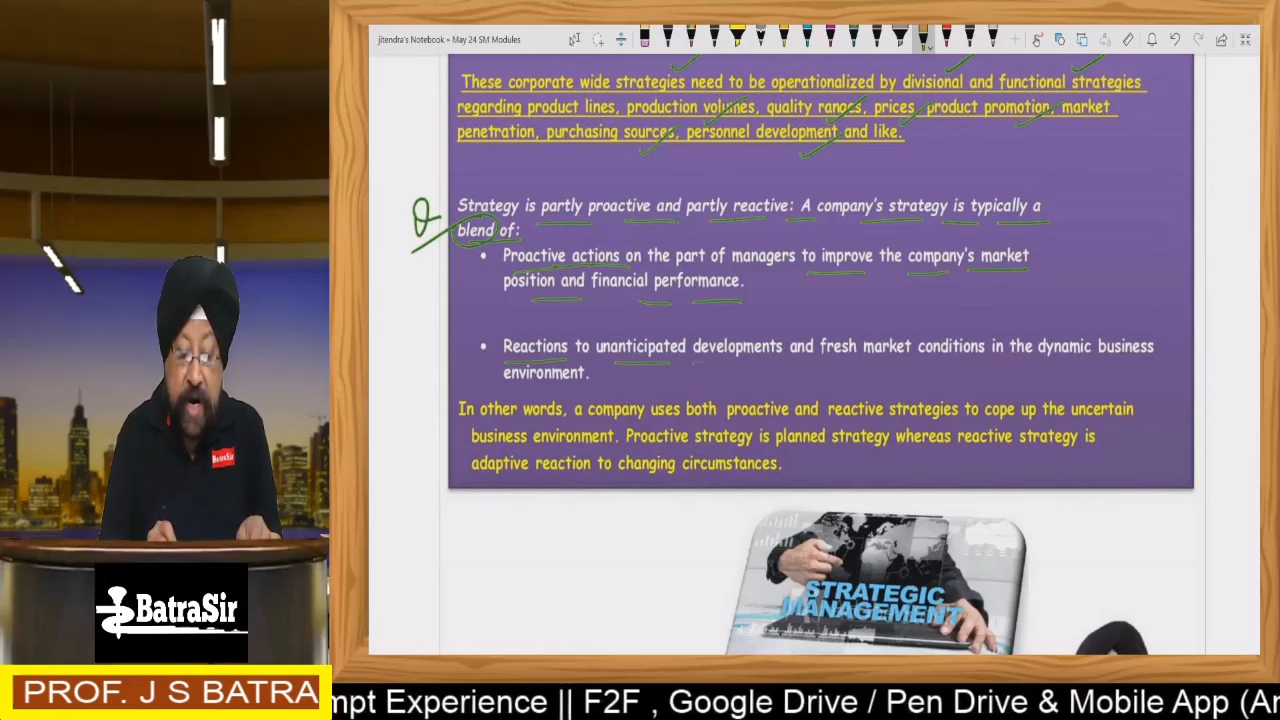 jitendra's Notebook » May 24 SM Modules
These corporate wide strategies need to be operationalized by divisional and functional strategies
regarding product lines, production volumes, quality ranges, prices, product promotion, market
penetration, purchasing sources, personnel development and like.
Strategy is partly proactive and partly reactive: A company's strategy is typically a
blend of:
• Proactive actions on the part of managers to improve the company's market
position and financial performance.
• Reactions to unanticipated developments and fresh market conditions in the dynamic business
environment.
In other words, a company uses both proactive and reactive strategies to cope up the uncertain
business environment. Proactive strategy is planned strategy whereas reactive strategy is
adaptive reaction to changing circumstances.
STRATEGIC
MANAGEMENT
BatraSir
BatraSir
PROF. J S BATRA
mpt Experience || F2F , Google Drive / Pen Drive & Mobile App (An